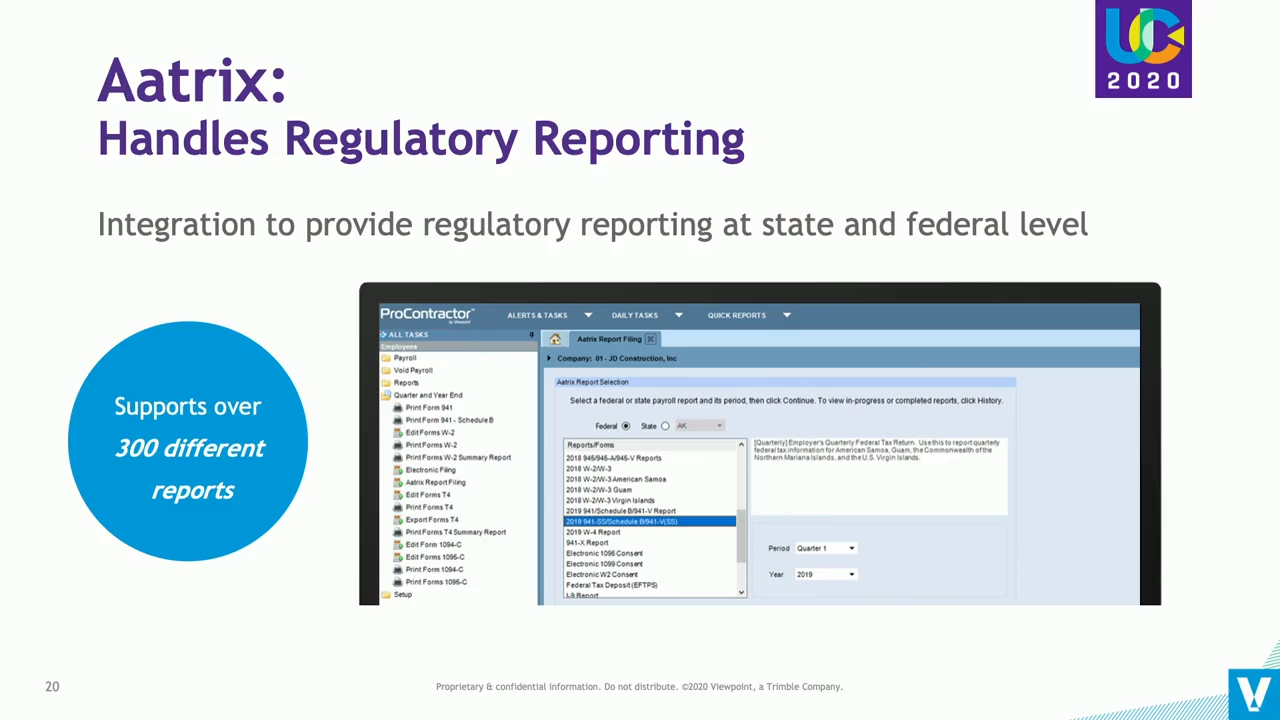 UC
2020
Aatrix:
Handles Regulatory Reporting
Integration to provide regulatory reporting at state and federal level
Supports over
300 different
reports
ProContractor™
by Viewpoint
ALERTS & TASKS
DAILY TASKS
QUICK REPORTS
ALL TASKS
Employees
Payroll
Void Payroll
Reports
Quarter and Year End
Print Form 941
Print Form 941 - Schedule B
Edit Forms W-2
Print Forms W-2
Print Forms W-2 Summary Report
Electronic Filing
Aatrix Report Filing
Edit Forms T4
Print Forms T4
Export Forms T4
Print Forms T4 Summary Report
Edit Forms 1094-C
Edit Forms 1095-C
Print Form 1094-C
Print Forms 1095-C
Setup
Aatrix Report Filing
Company: 01 - JD Construction, Inc
Aatrix Report Selection
Select a federal or state payroll report and its period, then click Continue. To view in-progress or completed reports, click History.
Federal State AK
Reports/Forms
2018 945/945-A/945-V Reports
2018 W-2/W-3
2018 W-2/W-3 American Samoa
2018 W-2/W-3 Guam
2018 W-2/W-3 Virgin Islands
2019 941/Schedule B/941-V Report
2019 941-SS/Schedule B/941-V(SS)
2019 W-4 Report
941-X Report
Electronic 1096 Consent
Electronic 1099 Consent
Electronic W2 Consent
Federal Tax Deposit (EFTPS)
I-9 Report
[Quarterly] Employer's Quarterly Federal Tax Return. Use this to report quarterly
federal tax information for American Samoa, Guam, the Commonwealth of the
Northern Mariana Islands, and the U.S. Virgin Islands.
Period Quarter 1
Year 2019
20
Proprietary & confidential information. Do not distribute. ©2020 Viewpoint, a Trimble Company.